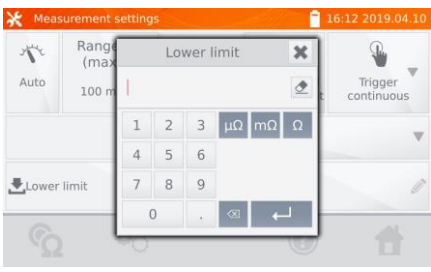 Measurement settings
16:12 2019.04.10
Auto
Range
(max
100 m
Lower limit
Trigger
continuous
1 2 3 μΩ mΩ Ω
4 5 6
7 8 9
0 .
Lower limit